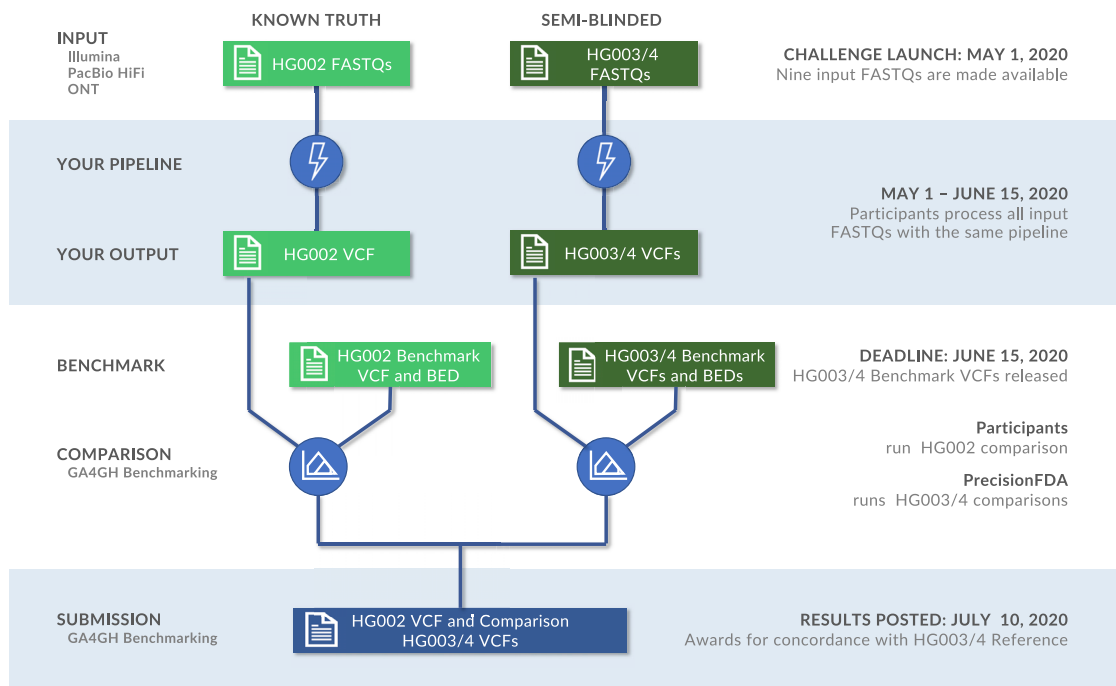 KNOWN TRUTH
SEMI-BLINDED
INPUT
Illumina
PacBio HiFi
ONT
HG002 FASTQs
HG003/4
FASTQs
CHALLENGE LAUNCH: MAY 1, 2020
Nine input FASTQs are made available
YOUR PIPELINE
MAY 1 – JUNE 15, 2020
Participants process all input
FASTQs with the same pipeline
YOUR OUTPUT
HG002 VCF
HG003/4 VCFs
BENCHMARK
HG002 Benchmark
VCF and BED
HG003/4 Benchmark
VCFs and BEDs
DEADLINE: JUNE 15, 2020
HG003/4 Benchmark VCFs released
COMPARISON
GA4GH Benchmarking
Participants
run HG002 comparison
PrecisionFDA
runs HG003/4 comparisons
SUBMISSION
GA4GH Benchmarking
HG002 VCF and Comparison
HG003/4 VCFs
RESULTS POSTED: JULY 10, 2020
Awards for concordance with HG003/4 Reference